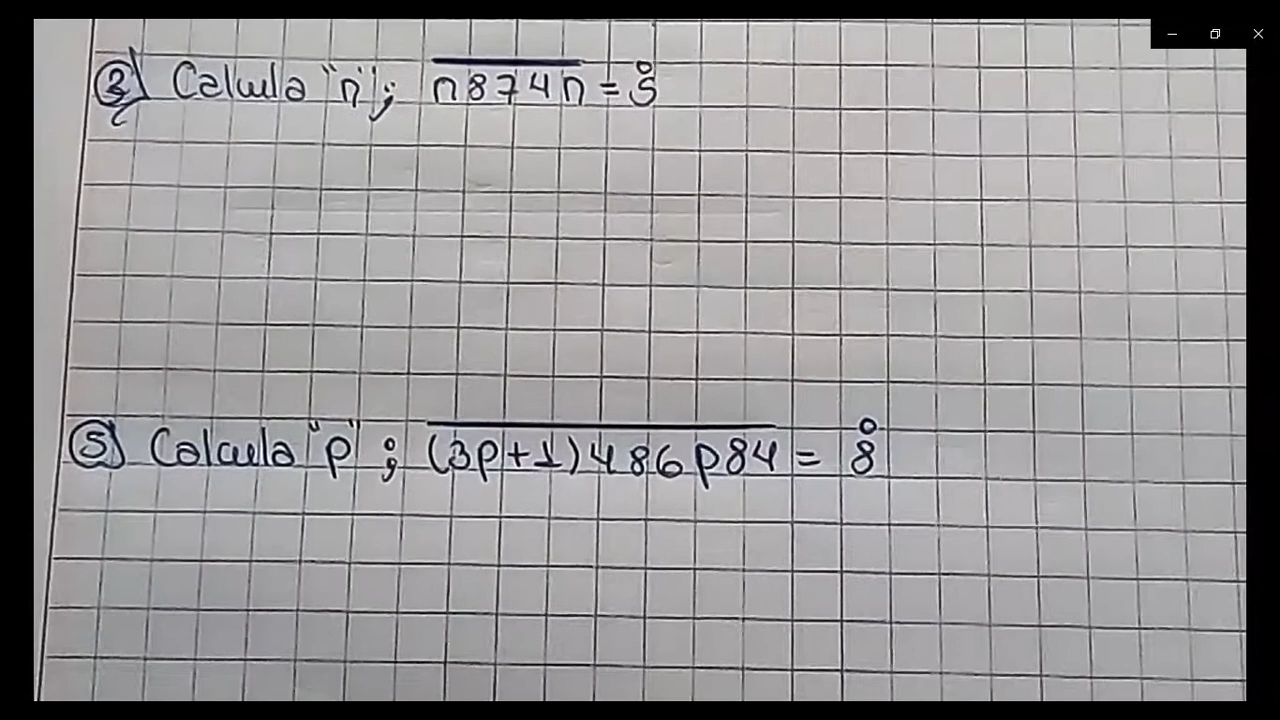 3) Calcula "n"; n874n = 5̊
5) Calcula "p"; (3p+1)486p84 = 8̊